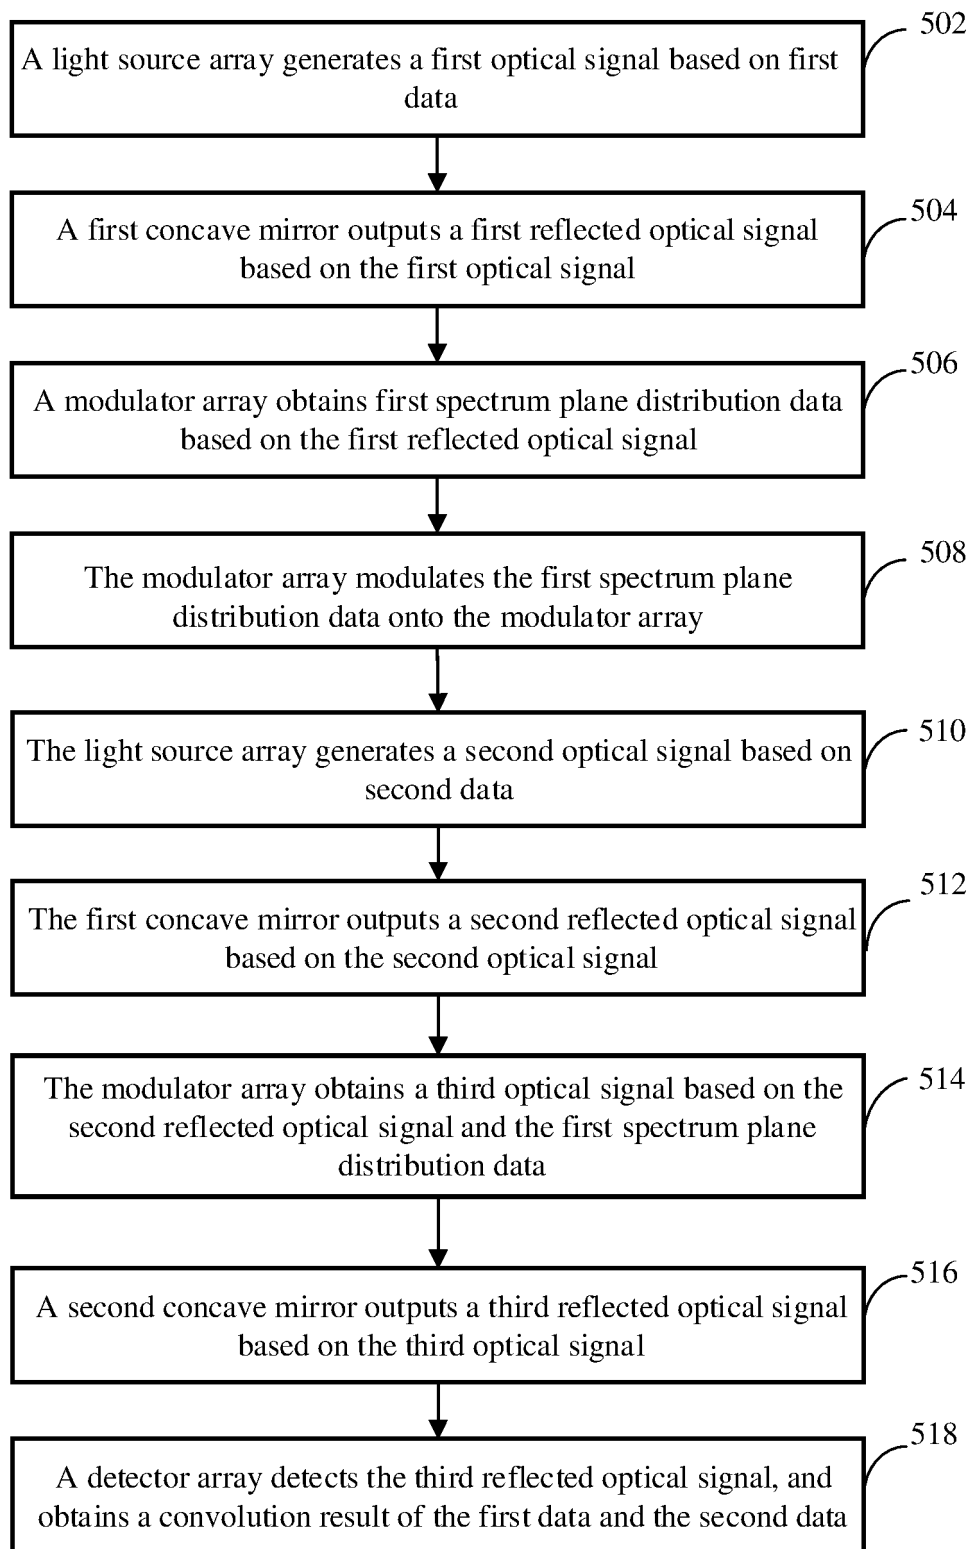 502
A light source array generates a first optical signal based on first
data
504
A first concave mirror outputs a first reflected optical signal
based on the first optical signal
506
A modulator array obtains first spectrum plane distribution data
based on the first reflected optical signal
508
The modulator array modulates the first spectrum plane
distribution data onto the modulator array
510
The light source array generates a second optical signal based on
second data
512
The first concave mirror outputs a second reflected optical signal
based on the second optical signal
514
The modulator array obtains a third optical signal based on the
second reflected optical signal and the first spectrum plane
distribution data
516
A second concave mirror outputs a third reflected optical signal
based on the third optical signal
518
A detector array detects the third reflected optical signal, and
obtains a convolution result of the first data and the second data